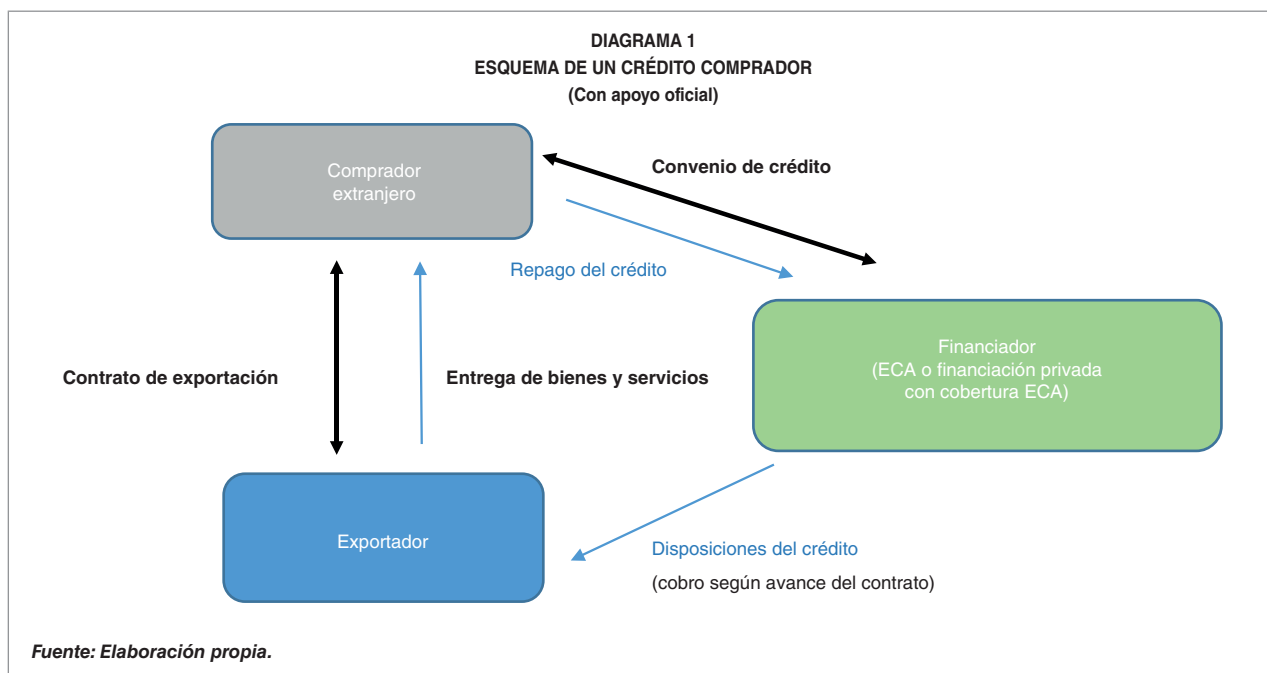 DIAGRAMA 1
ESQUEMA DE UN CRÉDITO COMPRADOR
(Con apoyo oficial)
Comprador
extranjero
Convenio de crédito
Repago del crédito
Financiador
(ECA o financiación privada
con cobertura ECA)
Contrato de exportación
Entrega de bienes y servicios
Exportador
Disposiciones del crédito
(cobro según avance del contrato)
Fuente: Elaboración propia.